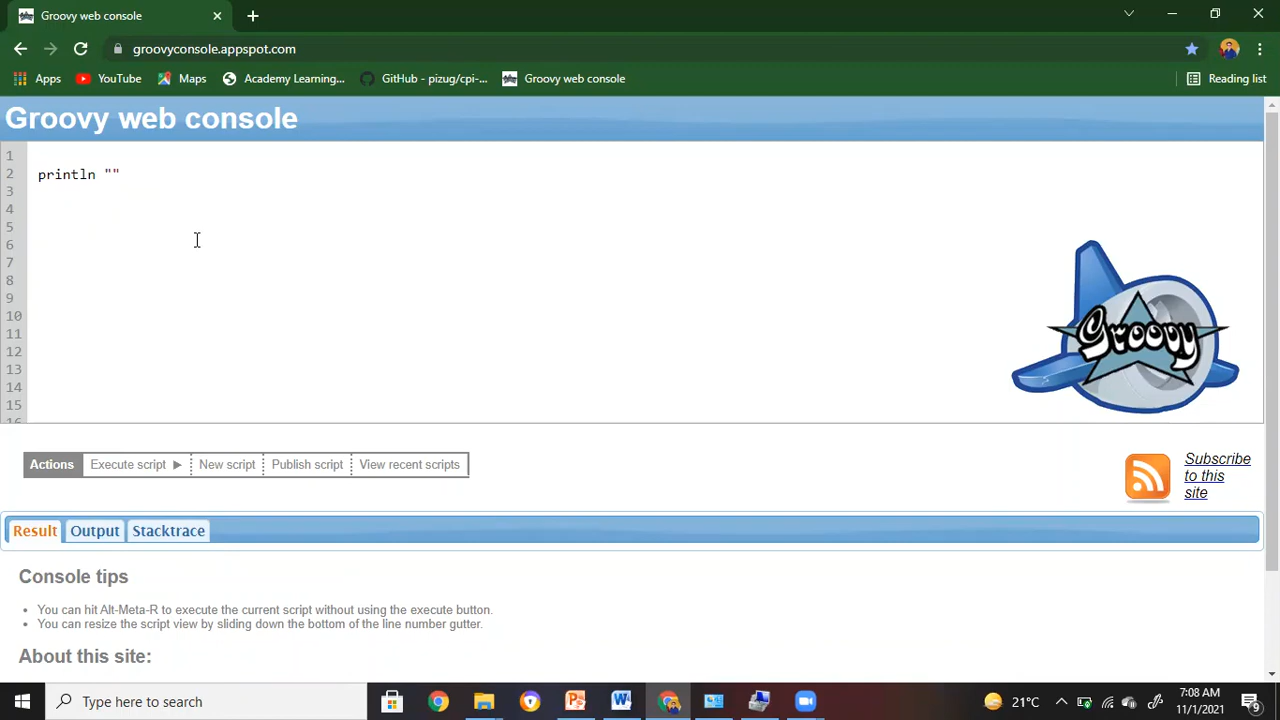 Groovy web console
groovyconsole.appspot.com
Apps YouTube Maps Academy Learning... GitHub - pizug/cpi-... Groovy web console Reading list
Groovy web console
1
2 println ""
3
4
5
6
7
8
9
10
11
12
13
14
15
16
Groovy
Actions Execute script New script Publish script View recent scripts
Subscribe
to this
site
Result Output Stacktrace
Console tips
You can hit Alt-Meta-R to execute the current script without using the execute button.
You can resize the script view by sliding down the bottom of the line number gutter.
About this site:
Type here to search
21°C
7:08 AM
11/1/2021
9